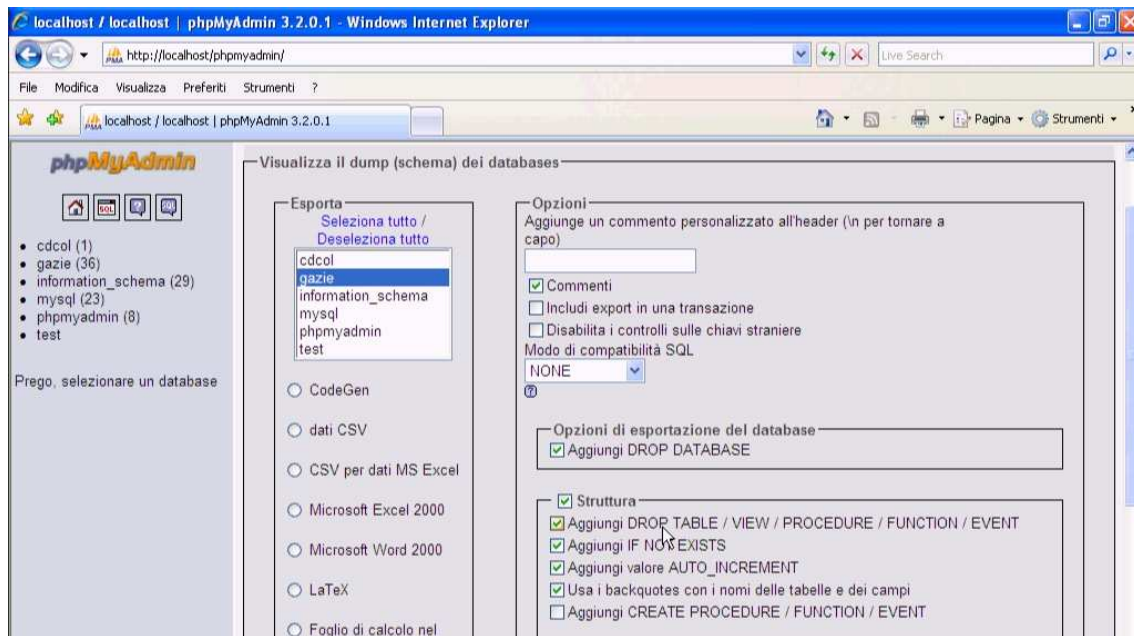 localhost / localhost | phpMyAdmin 3.2.0.1 - Windows Internet Explorer
http://localhost/phpmyadmin/
Live Search
File Modifica Visualizza Preferiti Strumenti ?
localhost / localhost | phpMyAdmin 3.2.0.1
Pagina Strumenti
phpMyAdmin
SQL
cdcol (1)
gazie (36)
information_schema (29)
mysql (23)
phpmyadmin (8)
test
Prego, selezionare un database
Visualizza il dump (schema) dei databases
Esporta
Seleziona tutto /
Deseleziona tutto
cdcol
gazie
information_schema
mysql
phpmyadmin
test
CodeGen
dati CSV
CSV per dati MS Excel
Microsoft Excel 2000
Microsoft Word 2000
LaTeX
Foglio di calcolo nel
Opzioni
Aggiunge un commento personalizzato all'header (\n per tornare a
capo)
Commenti
Includi export in una transazione
Disabilita i controlli sulle chiavi straniere
Modo di compatibilità SQL
NONE
Opzioni di esportazione del database
Aggiungi DROP DATABASE
Struttura
Aggiungi DROP TABLE / VIEW / PROCEDURE / FUNCTION / EVENT
Aggiungi IF NOT EXISTS
Aggiungi valore AUTO_INCREMENT
Usa i backquotes con i nomi delle tabelle e dei campi
Aggiungi CREATE PROCEDURE / FUNCTION / EVENT